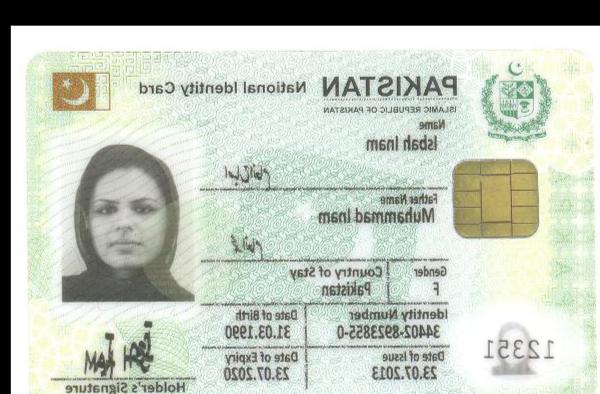 PAKISTAN National Identity Card
ISLAMIC REPUBLIC OF PAKISTAN
Name
Isbah Inam
Father Name
Muhammad Inam
Gender Country of Stay
F Pakistan
Identity Number Date of Birth
34402-8923855-0 31.03.1990
Date of Issue Date of Expiry
23.07.2013 23.07.2020
Holder's Signature
12351